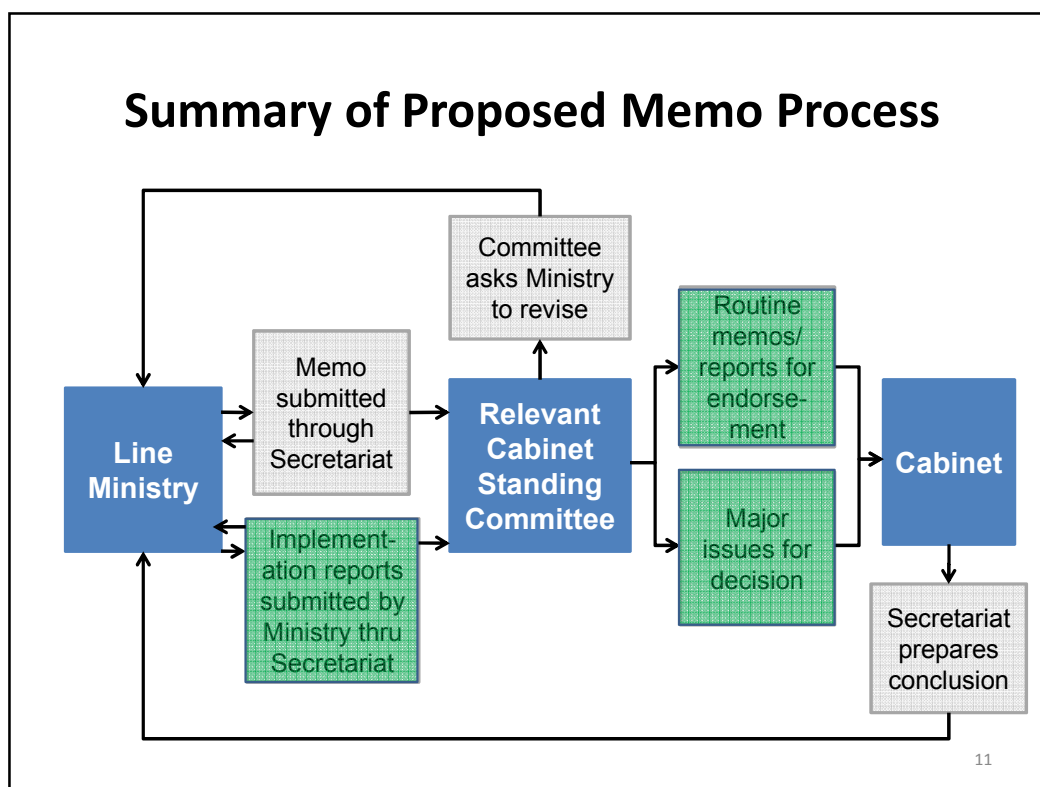 Summary of Proposed Memo Process
Committee
asks Ministry
to revise
Routine
memos/
reports for
endorse-
ment
Memo
submitted
through
Secretariat
Line
Ministry
Relevant
Cabinet
Standing
Committee
Cabinet
Implement-
ation reports
submitted by
Ministry thru
Secretariat
Major
issues for
decision
Secretariat
prepares
conclusion
11